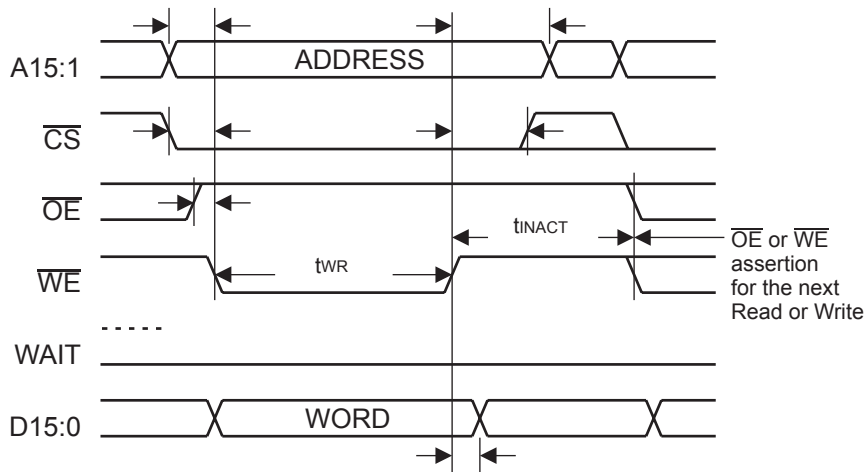 A15:1
ADDRESS
CS
OE
tINACT
WE
tWR
OE or WE
assertion
for the next
Read or Write
WAIT
D15:0
WORD